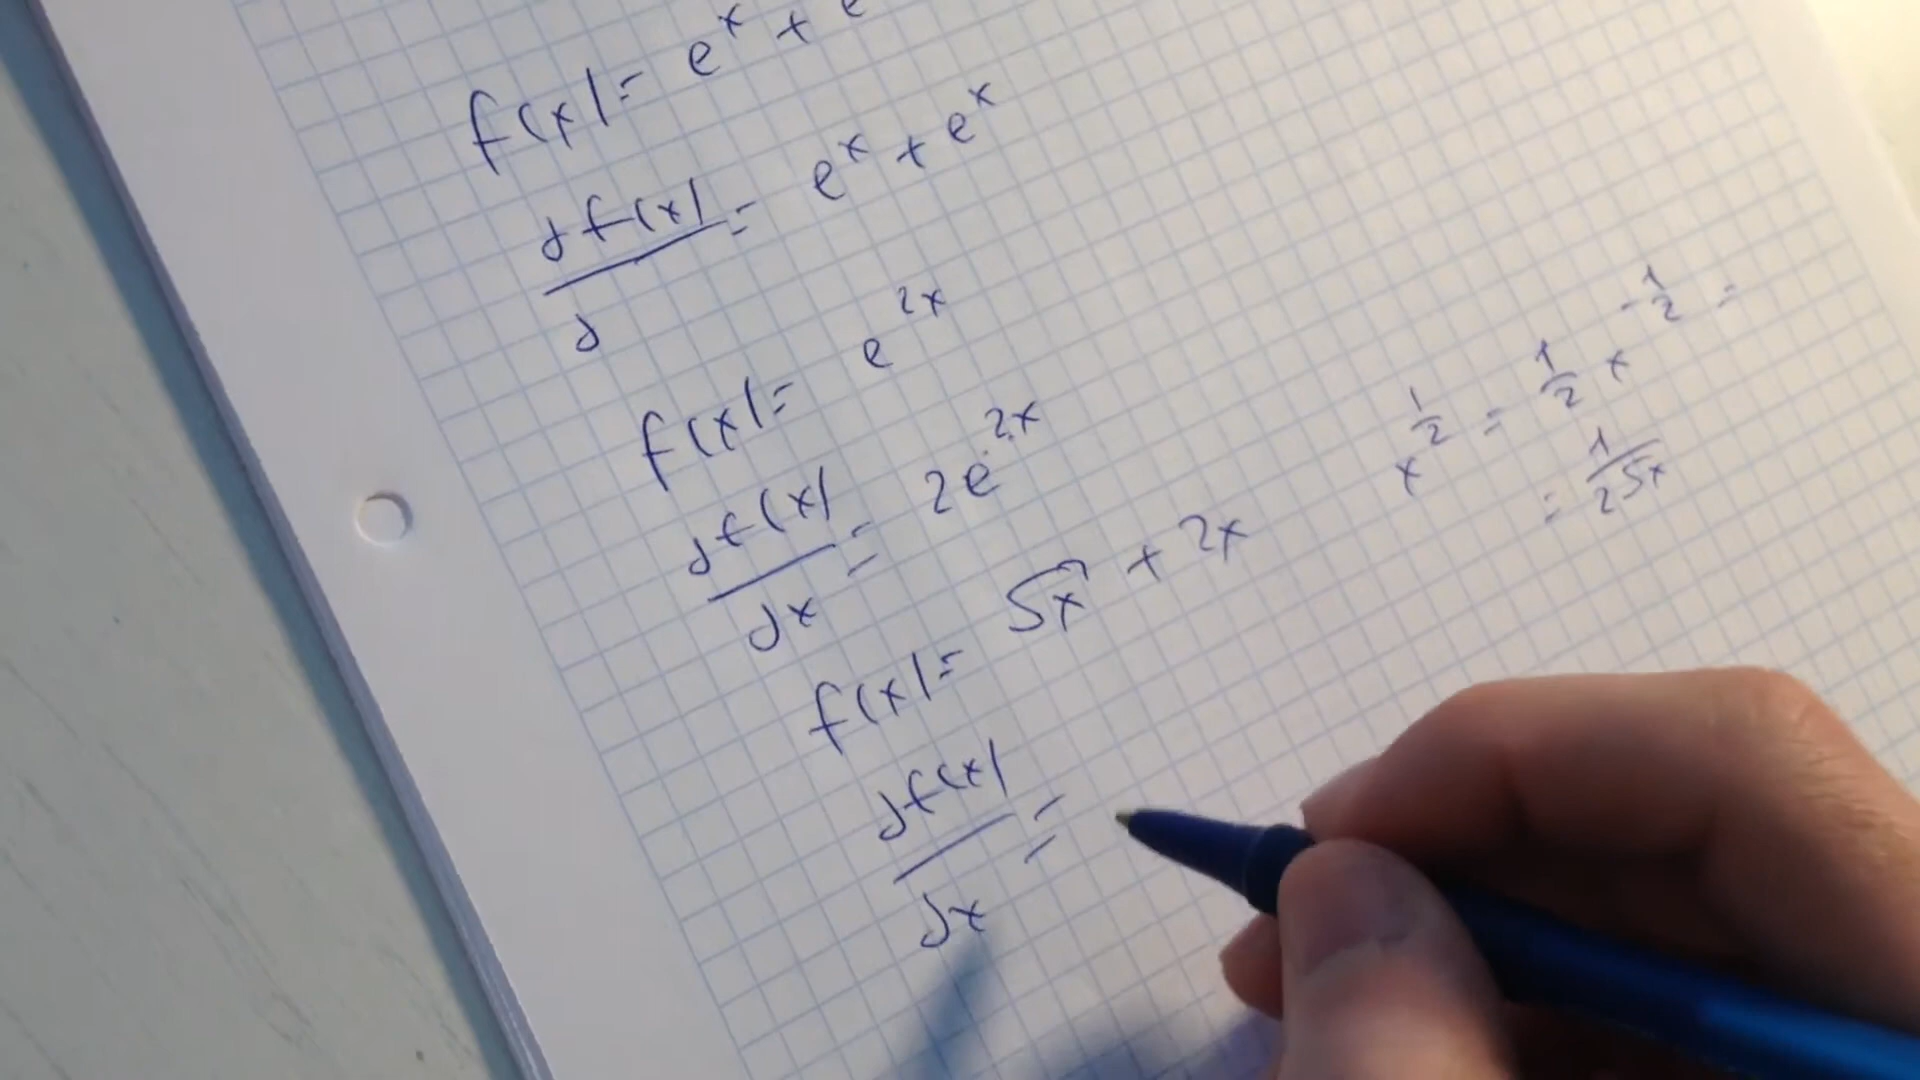 f(x) = e^x + e
df(x)/d = e^x + e^x
f(x) = e^{2x}
df(x)/dx = 2e^{2x}
f(x) = √x + 2x
df(x)/dx =
x^{1/2} = 1/2 x^{-1/2} =
= 1/(2√x)